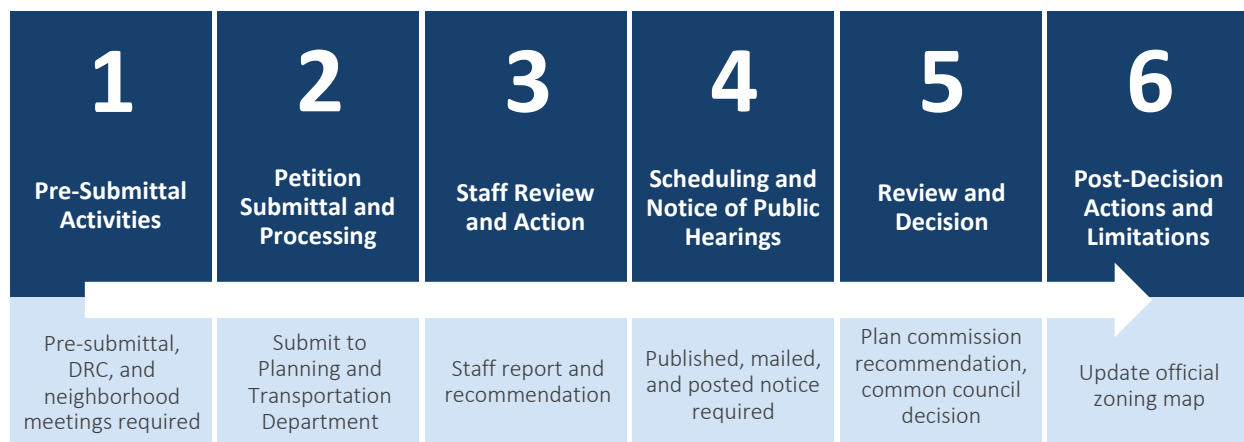 1
Pre-Submittal
Activities
Pre-submittal,
DRC, and
neighborhood
meetings required
2
Petition
Submittal and
Processing
Submit to
Planning and
Transportation
Department
3
Staff Review
and Action
Staff report and
recommendation
4
Scheduling and
Notice of Public
Hearings
Published, mailed,
and posted notice
required
5
Review and
Decision
Plan commission
recommendation,
common council
decision
6
Post-Decision
Actions and
Limitations
Update official
zoning map